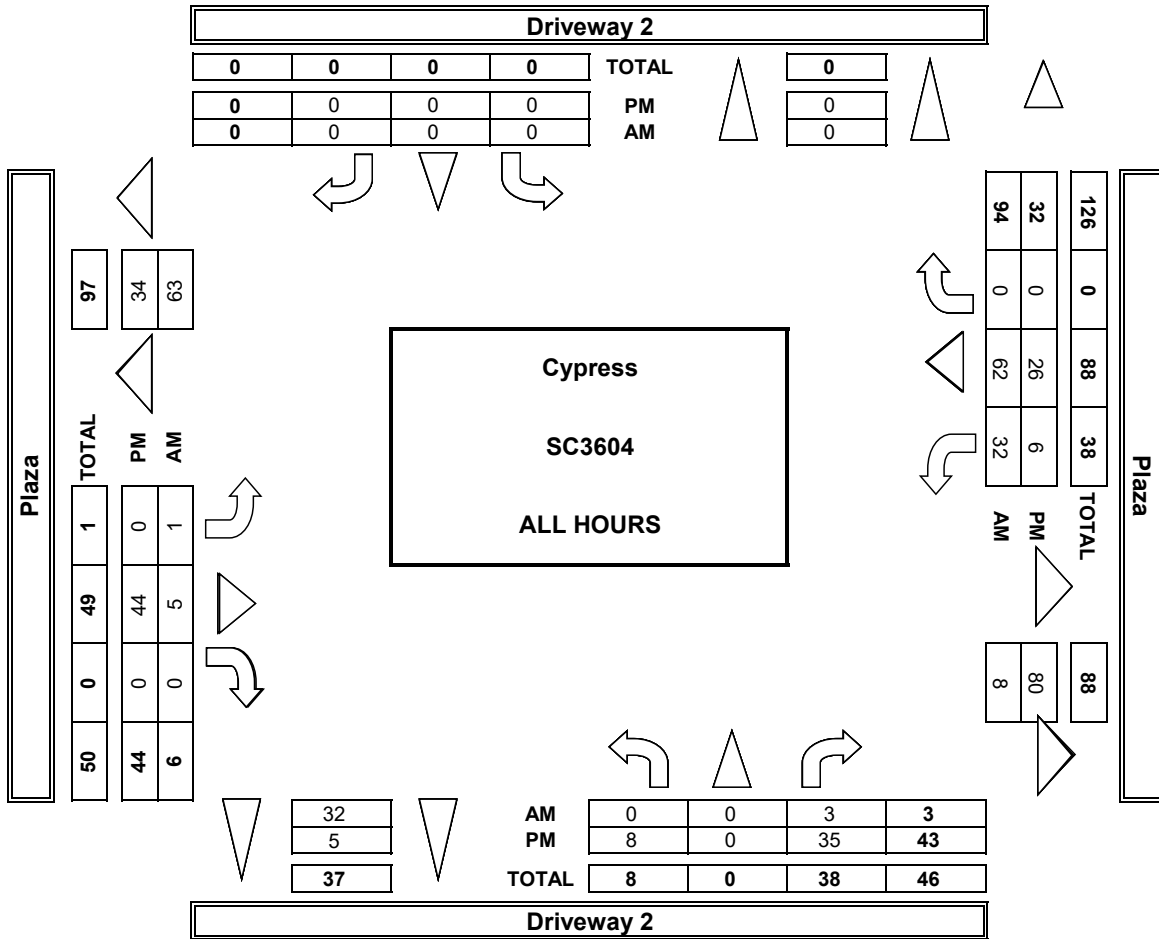 Driveway 2
0 0 0 0 TOTAL 0
0 0 0 0 PM 0
0 0 0 0 AM 0
Plaza
97 34 63
TOTAL PM AM
1 0 1
49 44 5
0 0 0
50 44 6
Cypress
SC3604
ALL HOURS
94 32 126
0 0 0
62 26 88
32 6 38
AM PM TOTAL
8 80 88
Plaza
32 AM 0 0 3 3
5 PM 8 0 35 43
37 TOTAL 8 0 38 46
Driveway 2